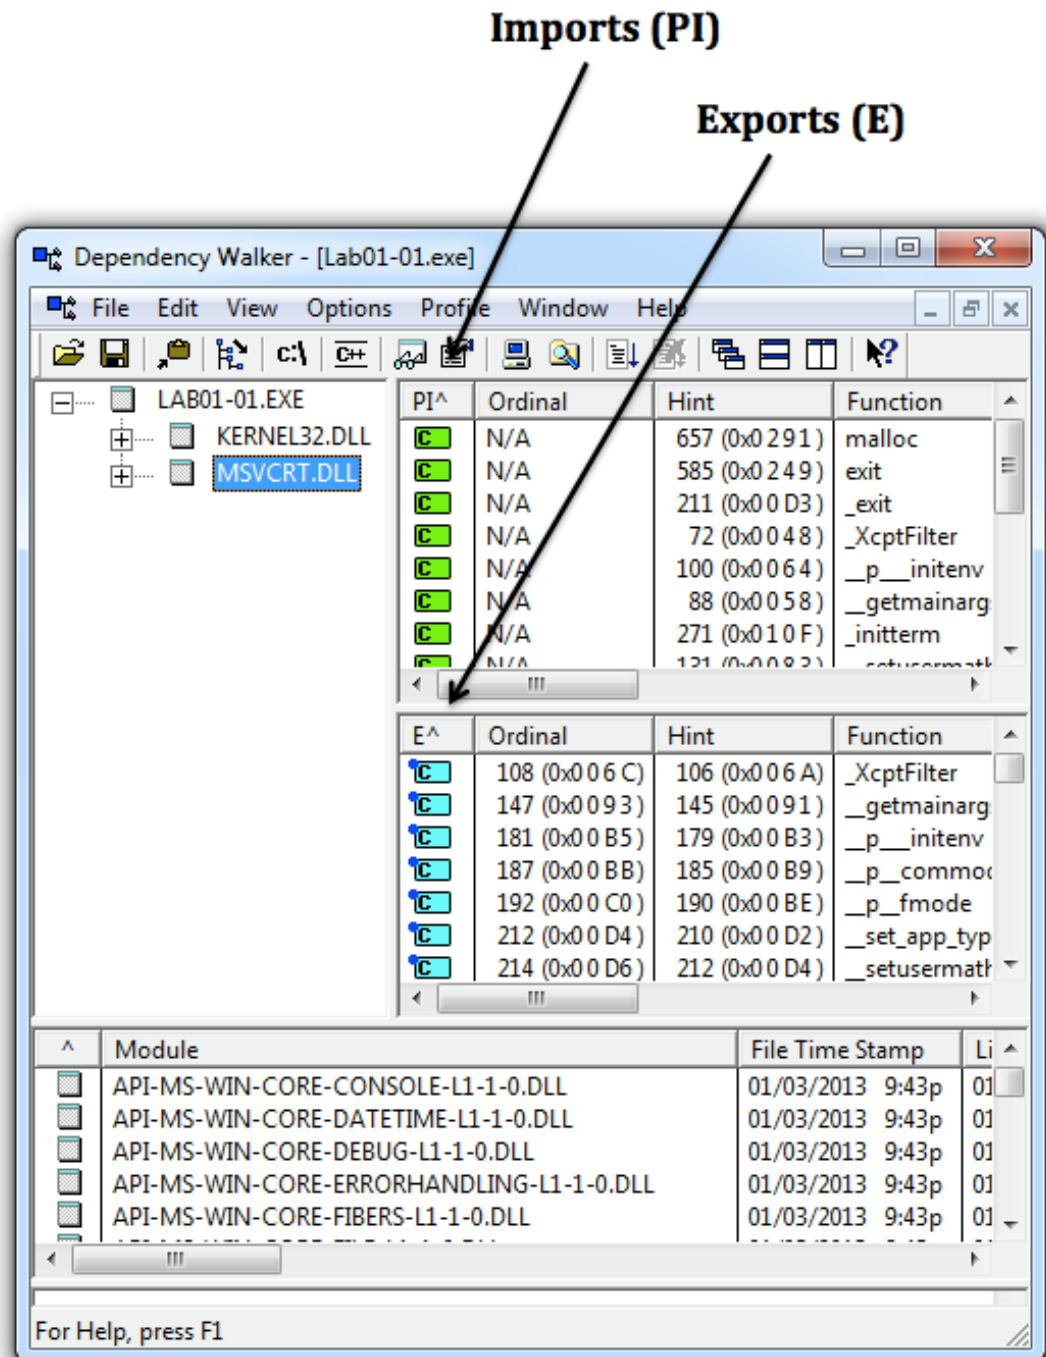 Imports (PI)
Exports (E)
Dependency Walker - [Lab01-01.exe]
File Edit View Options Profile Window Help
C:\ C++
LAB01-01.EXE
KERNEL32.DLL
MSVCRT.DLL
PI^ Ordinal Hint Function
C N/A 657 (0x0291) malloc
C N/A 585 (0x0249) exit
C N/A 211 (0x00D3) _exit
C N/A 72 (0x0048) _XcptFilter
C N/A 100 (0x0064) __p___initenv
C N/A 88 (0x0058) __getmainarg
C N/A 271 (0x010F) _initterm
C N/A 131 (0x0083) __setusermath
E^ Ordinal Hint Function
C 108 (0x006C) 106 (0x006A) _XcptFilter
C 147 (0x0093) 145 (0x0091) __getmainarg
C 181 (0x00B5) 179 (0x00B3) __p___initenv
C 187 (0x00BB) 185 (0x00B9) __p__commod
C 192 (0x00C0) 190 (0x00BE) __p__fmode
C 212 (0x00D4) 210 (0x00D2) __set_app_typ
C 214 (0x00D6) 212 (0x00D4) __setusermath
^ Module File Time Stamp Li
API-MS-WIN-CORE-CONSOLE-L1-1-0.DLL 01/03/2013 9:43p 01
API-MS-WIN-CORE-DATETIME-L1-1-0.DLL 01/03/2013 9:43p 01
API-MS-WIN-CORE-DEBUG-L1-1-0.DLL 01/03/2013 9:43p 01
API-MS-WIN-CORE-ERRORHANDLING-L1-1-0.DLL 01/03/2013 9:43p 01
API-MS-WIN-CORE-FIBERS-L1-1-0.DLL 01/03/2013 9:43p 01
For Help, press F1